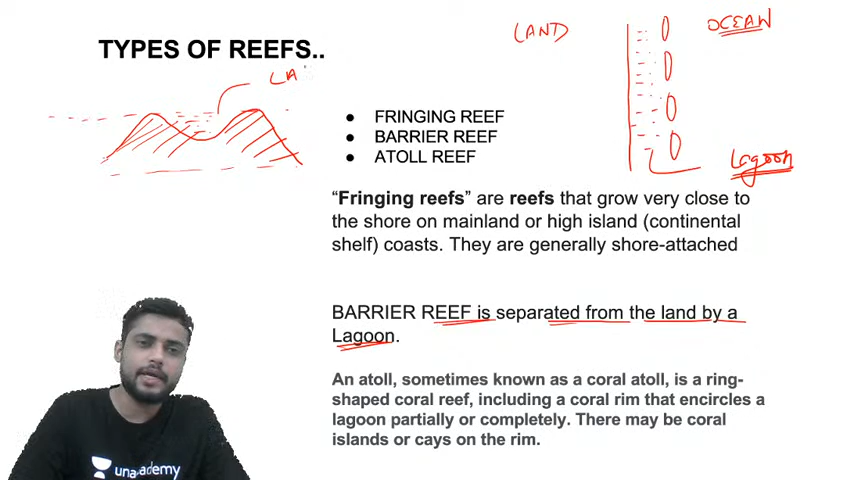 TYPES OF REEFS..
LAND
OCEAN
LA
● FRINGING REEF
● BARRIER REEF
● ATOLL REEF
Lagoon
“Fringing reefs” are reefs that grow very close to
the shore on mainland or high island (continental
shelf) coasts. They are generally shore-attached
BARRIER REEF is separated from the land by a
Lagoon.
An atoll, sometimes known as a coral atoll, is a ring-
shaped coral reef, including a coral rim that encircles a
lagoon partially or completely. There may be coral
islands or cays on the rim.
unacademy